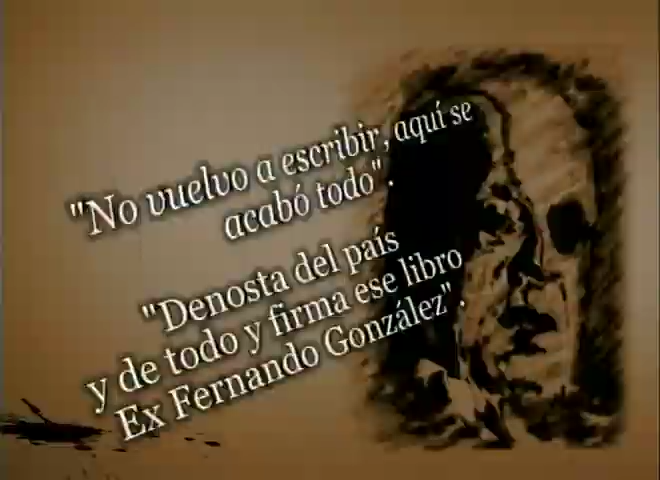 "No vuelvo a escribir, aquí se
acabó todo".
"Denosta del país
y de todo y firma ese libro
Ex Fernando González".